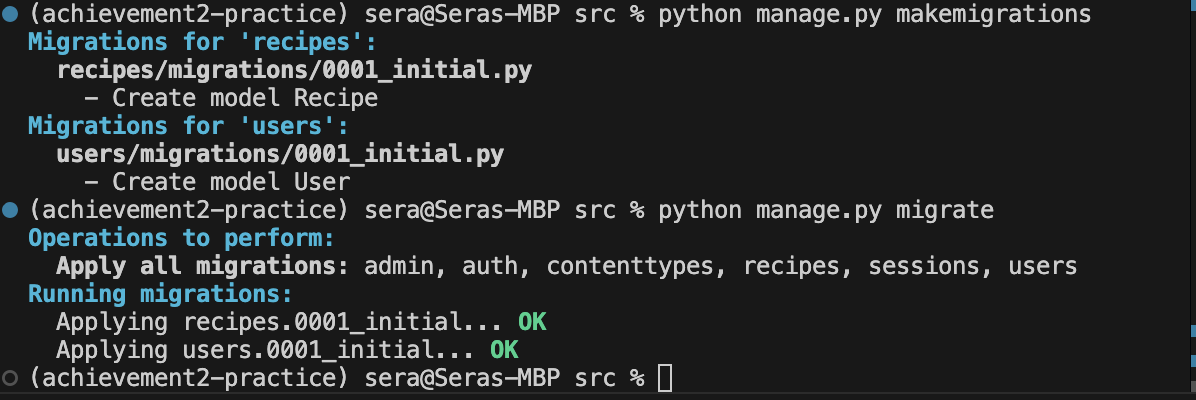 (achievement2-practice) sera@Seras-MBP src % python manage.py makemigrations
Migrations for 'recipes':
  recipes/migrations/0001_initial.py
    - Create model Recipe
Migrations for 'users':
  users/migrations/0001_initial.py
    - Create model User
(achievement2-practice) sera@Seras-MBP src % python manage.py migrate
Operations to perform:
  Apply all migrations: admin, auth, contenttypes, recipes, sessions, users
Running migrations:
  Applying recipes.0001_initial... OK
  Applying users.0001_initial... OK
(achievement2-practice) sera@Seras-MBP src %